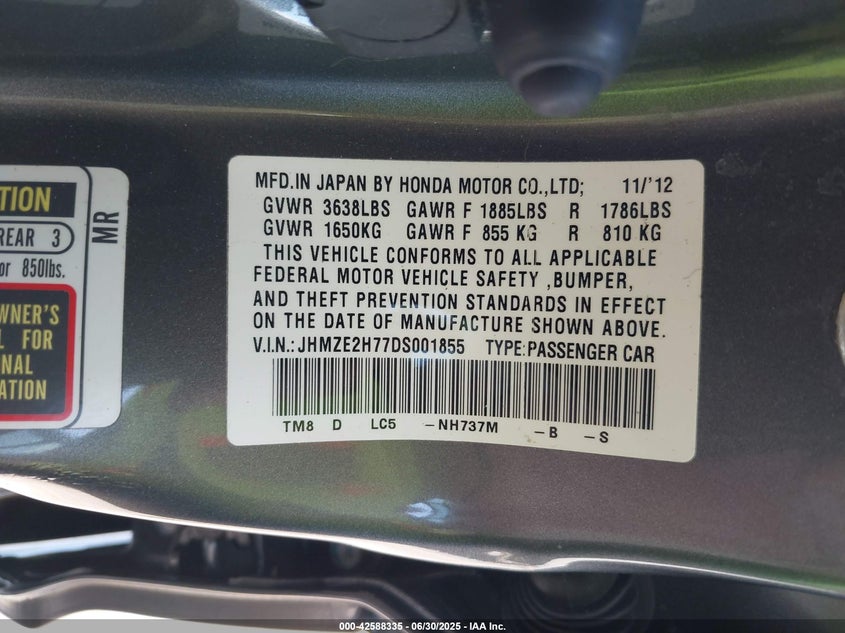 TION
REAR 3
or 850lbs.
WNER'S
L FOR
NAL
ATION
MR
MFD.IN JAPAN BY HONDA MOTOR CO.,LTD; 11/'12
GVWR 3638LBS GAWR F 1885LBS R 1786LBS
GVWR 1650KG GAWR F 855 KG R 810 KG
THIS VEHICLE CONFORMS TO ALL APPLICABLE
FEDERAL MOTOR VEHICLE SAFETY ,BUMPER,
AND THEFT PREVENTION STANDARDS IN EFFECT
ON THE DATE OF MANUFACTURE SHOWN ABOVE.
V.I.N.: JHMZE2H77DS001855 TYPE:PASSENGER CAR
TM8 D LC5 -NH737M -B -S
000-42588335 - 06/30/2025 - IAA Inc.